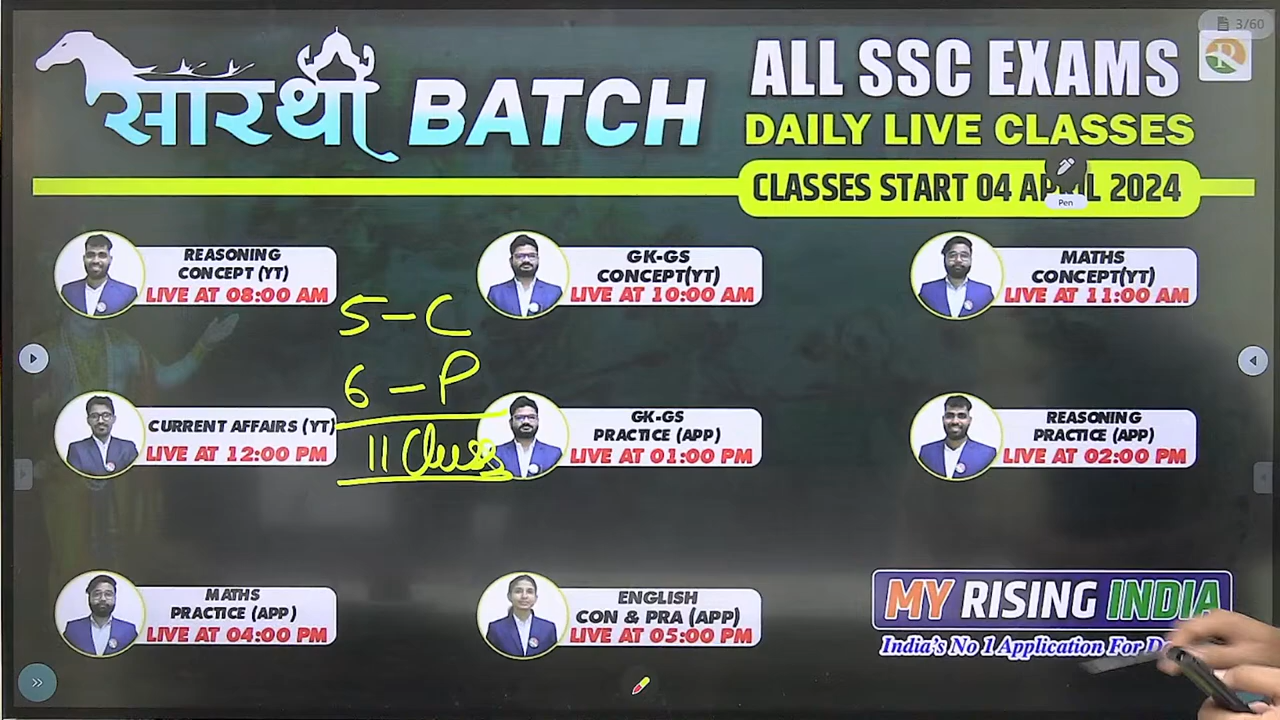 3/60
सारथी BATCH
ALL SSC EXAMS
DAILY LIVE CLASSES
CLASSES START 04 APRIL 2024
Pen
REASONING
CONCEPT (YT)
LIVE AT 08:00 AM
GK-GS
CONCEPT(YT)
LIVE AT 10:00 AM
MATHS
CONCEPT(YT)
LIVE AT 11:00 AM
5 - C
6 - P
11 Class
CURRENT AFFAIRS (YT)
LIVE AT 12:00 PM
GK-GS
PRACTICE (APP)
LIVE AT 01:00 PM
REASONING
PRACTICE (APP)
LIVE AT 02:00 PM
MATHS
PRACTICE (APP)
LIVE AT 04:00 PM
ENGLISH
CON & PRA (APP)
LIVE AT 05:00 PM
MY RISING INDIA
India's No 1 Application For